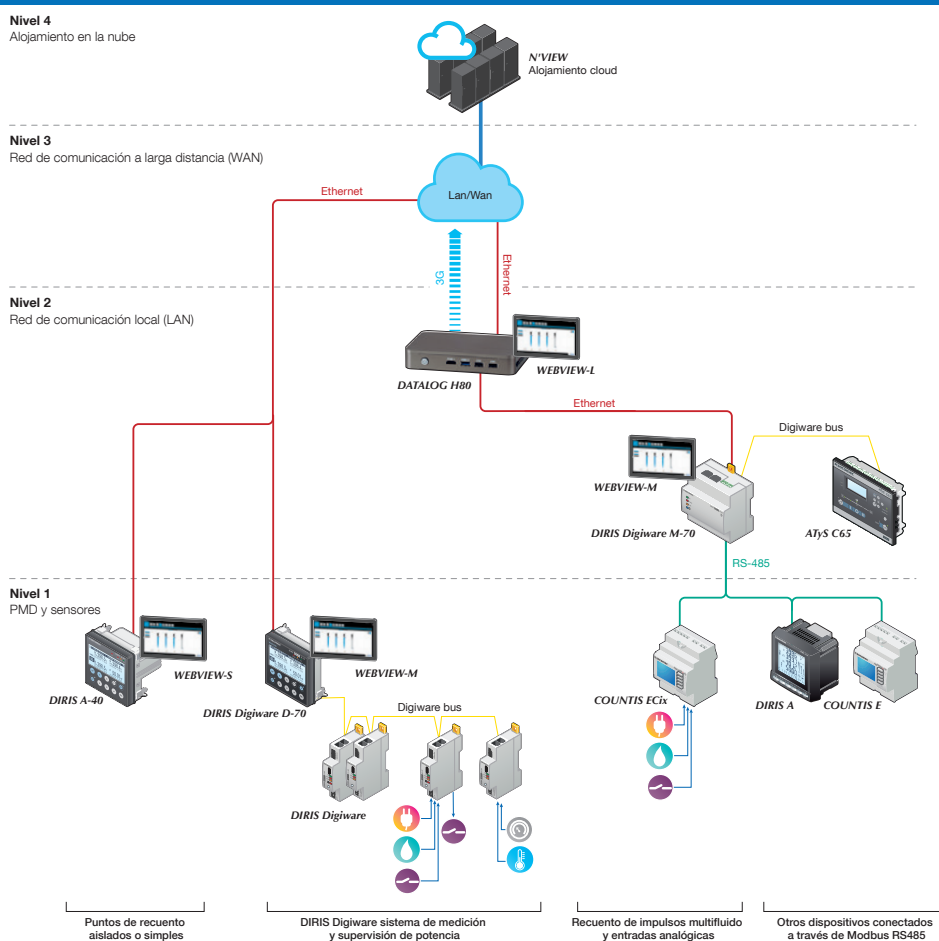 Nivel 4
Alojamiento en la nube
N'VIEW
Alojamiento cloud
Nivel 3
Red de comunicación a larga distancia (WAN)
Ethernet
Lan/Wan
3G
Ethernet
Nivel 2
Red de comunicación local (LAN)
WEBVIEW-L
DATALOG H80
Ethernet
Digiware bus
WEBVIEW-M
DIRIS Digiware M-70
ATyS C65
RS-485
Nivel 1
PMD y sensores
WEBVIEW-S
DIRIS A-40
WEBVIEW-M
DIRIS Digiware D-70
COUNTIS ECix
DIRIS A
COUNTIS E
Digiware bus
DIRIS Digiware
Puntos de recuento
aislados o simples
DIRIS Digiware sistema de medición
y supervisión de potencia
Recuento de impulsos multifluido
y entradas analógicas
Otros dispositivos conectados
a través de Modbus RS485